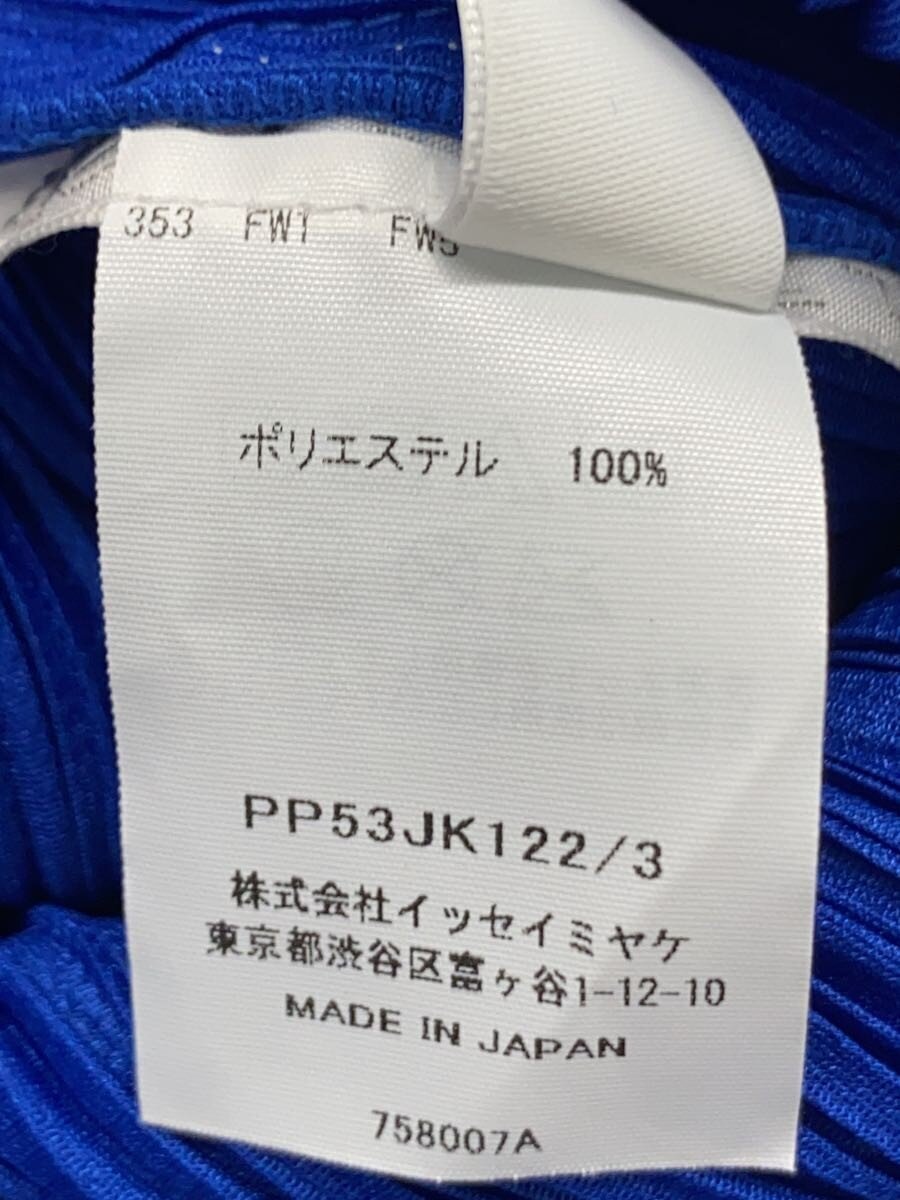 353 FW1 FW5
ポリエステル 100%
PP53JK122/3
株式会社イッセイミヤケ
東京都渋谷区富ヶ谷1-12-10
MADE IN JAPAN
758007A